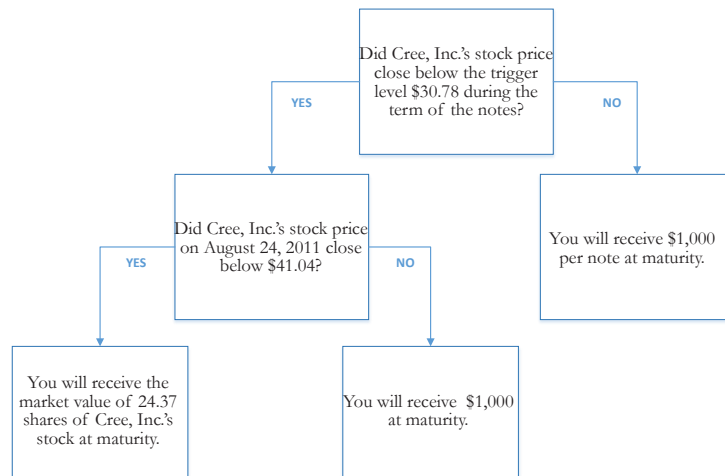 Did Cree, Inc.'s stock price
close below the trigger
level $30.78 during the
term of the notes?
YES
NO
Did Cree, Inc.'s stock price
on August 24, 2011 close
below $41.04?
You will receive $1,000
per note at maturity.
YES
NO
You will receive the
market value of 24.37
shares of Cree, Inc.'s
stock at maturity.
You will receive $1,000
at maturity.